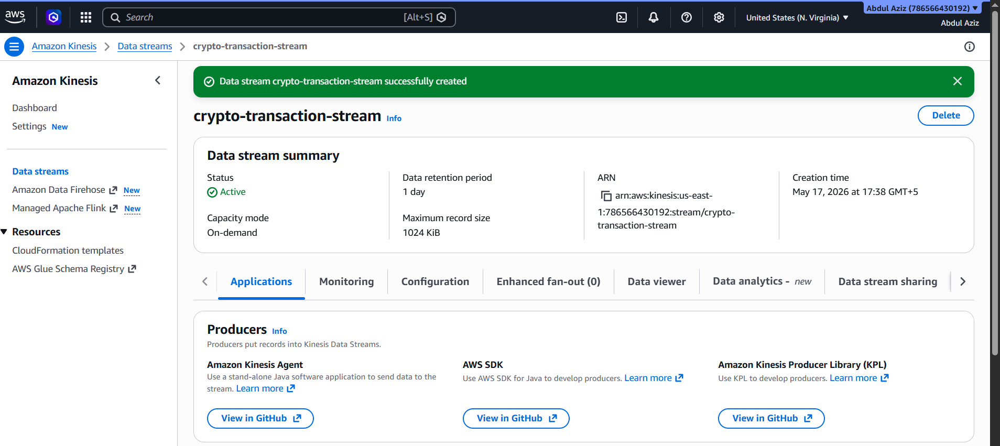 aws
Search
[Alt+S]
United States (N. Virginia)
Abdul Aziz (786566430192)
Abdul Aziz
Amazon Kinesis
Data streams
crypto-transaction-stream
Amazon Kinesis
Dashboard
Settings New
Data streams
Amazon Data Firehose New
Managed Apache Flink New
Resources
CloudFormation templates
AWS Glue Schema Registry
Data stream crypto-transaction-stream successfully created
crypto-transaction-stream Info
Delete
Data stream summary
Status
Active
Capacity mode
On-demand
Data retention period
1 day
Maximum record size
1024 KiB
ARN
arn:aws:kinesis:us-east-
1:786566430192:stream/crypto-
transaction-stream
Creation time
May 17, 2026 at 17:38 GMT+5
Applications
Monitoring
Configuration
Enhanced fan-out (0)
Data viewer
Data analytics - new
Data stream sharing
Producers Info
Producers put records into Kinesis Data Streams.
Amazon Kinesis Agent
Use a stand-alone Java software application to send data to the
stream. Learn more
View in GitHub
AWS SDK
Use AWS SDK for Java to develop producers. Learn more
View in GitHub
Amazon Kinesis Producer Library (KPL)
Use KPL to develop producers. Learn more
View in GitHub